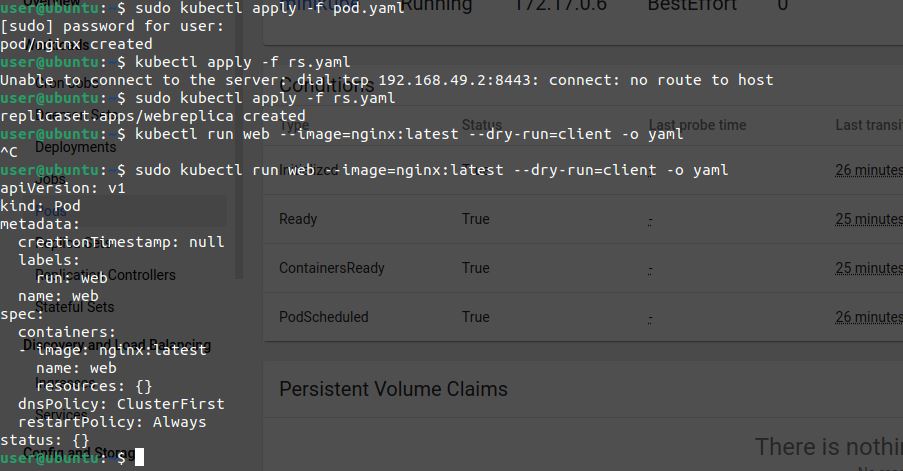 user@ubuntu:~$ sudo kubectl apply -f pod.yaml
[sudo] password for user:
pod/nginx created
user@ubuntu:~$ kubectl apply -f rs.yaml
Unable to connect to the server: dial tcp 192.168.49.2:8443: connect: no route to host
user@ubuntu:~$ sudo kubectl apply -f rs.yaml
replicaset.apps/webreplica created
user@ubuntu:~$ kubectl run web --image=nginx:latest --dry-run=client -o yaml
^C
user@ubuntu:~$ sudo kubectl run web --image=nginx:latest --dry-run=client -o yaml
apiVersion: v1
kind: Pod
metadata:
  creationTimestamp: null
  labels:
    run: web
  name: web
spec:
  containers:
  - image: nginx:latest
    name: web
    resources: {}
  dnsPolicy: ClusterFirst
  restartPolicy: Always
status: {}
user@ubuntu:~$
Running 172.17.0.6 BestEffort 0
Conditions
Type Status Last probe time Last transi
Initialized True - 26 minutes
Ready True - 25 minutes
ContainersReady True - 25 minutes
PodScheduled True - 26 minutes
Persistent Volume Claims
There is nothi
Cron Jobs
Deployments
Jobs
Pods
Replication Controllers
Stateful Sets
Discovery and Load Balancing
Ingresses
Services
Config and Storag